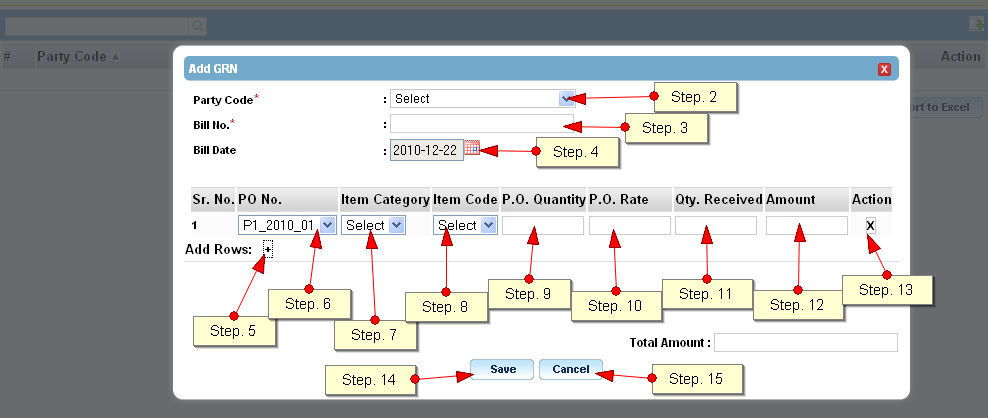 # Party Code Action
Add GRN X
Party Code* : Select Step. 2
Bill No.* : Step. 3
Bill Date : 2010-12-22 Step. 4
Sr. No. PO No. Item Category Item Code P.O. Quantity P.O. Rate Qty. Received Amount Action
1 P1_2010_01 Select Select X
Add Rows: +
ort to Excel
Step. 5 Step. 6 Step. 7 Step. 8 Step. 9 Step. 10 Step. 11 Step. 12 Step. 13
Total Amount :
Step. 14 Save Cancel Step. 15